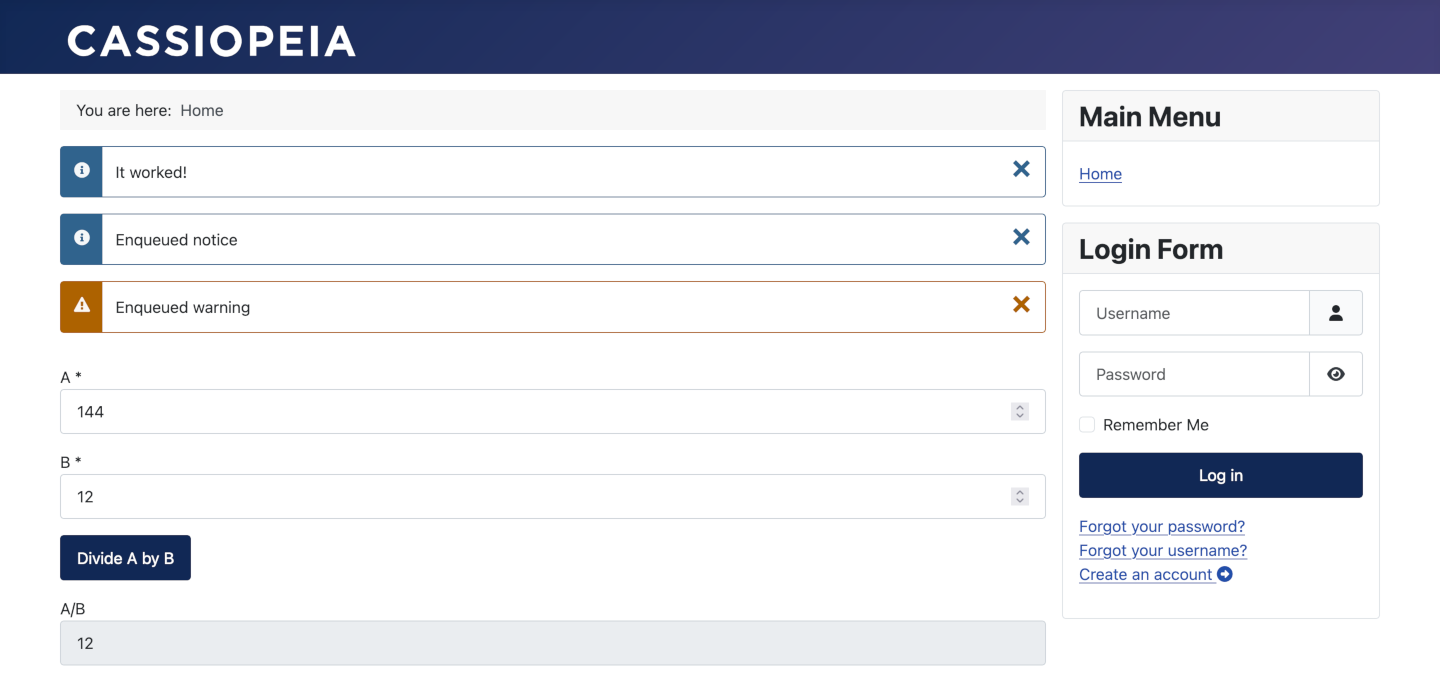 CASSIOPEIA
You are here: Home
It worked!
Enqueued notice
Enqueued warning
A *
144
B *
12
Divide A by B
A/B
12
Main Menu
Home
Login Form
Username
Password
Remember Me
Log in
Forgot your password?
Forgot your username?
Create an account